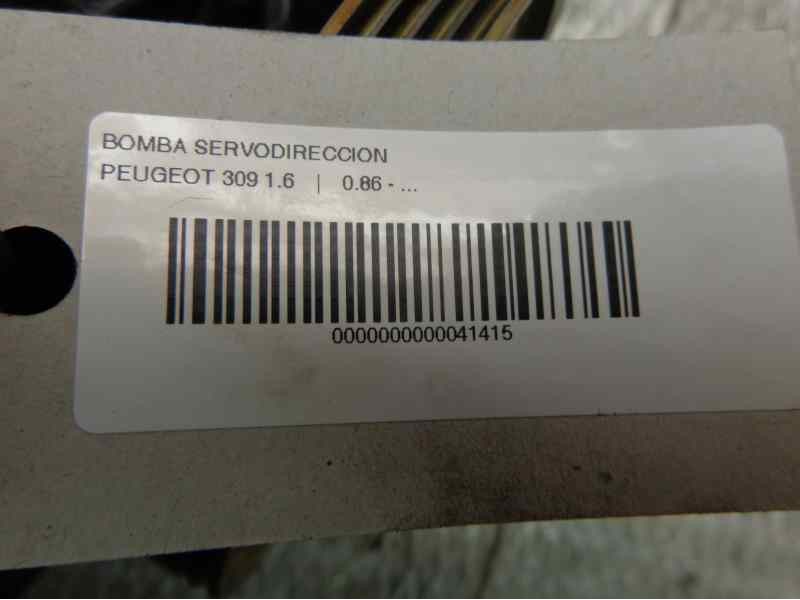 BOMBA SERVODIRECCION
PEUGEOT 309 1.6 | 0.86 - ...
0000000000041415